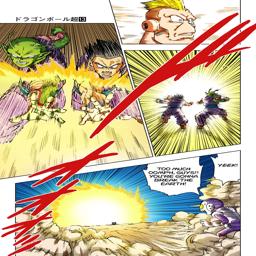 ドラゴンボール超⑬
TOO MUCH
OOMPH, GUYS!!
YOU'RE GONNA
BREAK THE
EARTH!
YEEK!